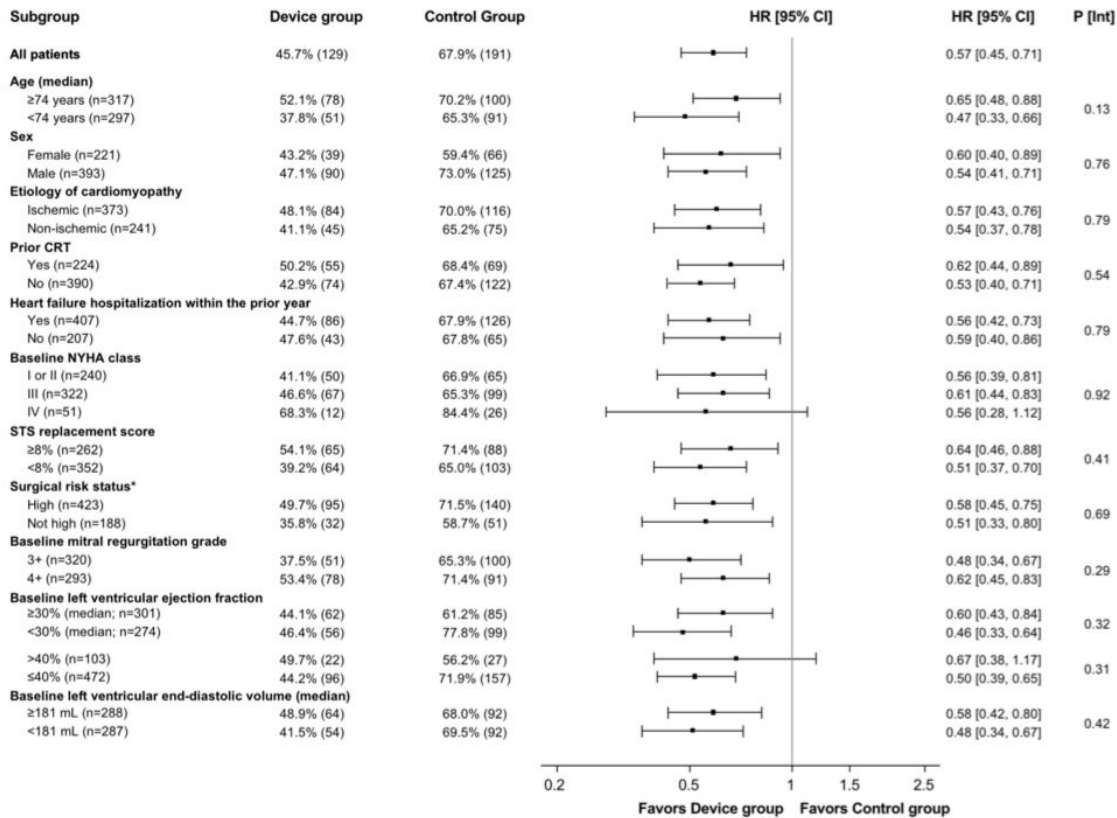 Subgroup Device group Control Group HR [95% CI] HR [95% CI] P [Int]
All patients 45.7% (129) 67.9% (191) 0.57 [0.45, 0.71]
Age (median)
≥74 years (n=317) 52.1% (78) 70.2% (100) 0.65 [0.48, 0.88]
0.13
<74 years (n=297) 37.8% (51) 65.3% (91) 0.47 [0.33, 0.66]
Sex
Female (n=221) 43.2% (39) 59.4% (66) 0.60 [0.40, 0.89]
0.76
Male (n=393) 47.1% (90) 73.0% (125) 0.54 [0.41, 0.71]
Etiology of cardiomyopathy
Ischemic (n=373) 48.1% (84) 70.0% (116) 0.57 [0.43, 0.76]
0.79
Non-ischemic (n=241) 41.1% (45) 65.2% (75) 0.54 [0.37, 0.78]
Prior CRT
Yes (n=224) 50.2% (55) 68.4% (69) 0.62 [0.44, 0.89]
0.54
No (n=390) 42.9% (74) 67.4% (122) 0.53 [0.40, 0.71]
Heart failure hospitalization within the prior year
Yes (n=407) 44.7% (86) 67.9% (126) 0.56 [0.42, 0.73]
0.79
No (n=207) 47.6% (43) 67.8% (65) 0.59 [0.40, 0.86]
Baseline NYHA class
I or II (n=240) 41.1% (50) 66.9% (65) 0.56 [0.39, 0.81]
III (n=322) 46.6% (67) 65.3% (99) 0.61 [0.44, 0.83] 0.92
IV (n=51) 68.3% (12) 84.4% (26) 0.56 [0.28, 1.12]
STS replacement score
≥8% (n=262) 54.1% (65) 71.4% (88) 0.64 [0.46, 0.88]
0.41
<8% (n=352) 39.2% (64) 65.0% (103) 0.51 [0.37, 0.70]
Surgical risk status*
High (n=423) 49.7% (95) 71.5% (140) 0.58 [0.45, 0.75]
0.69
Not high (n=188) 35.8% (32) 58.7% (51) 0.51 [0.33, 0.80]
Baseline mitral regurgitation grade
3+ (n=320) 37.5% (51) 65.3% (100) 0.48 [0.34, 0.67]
0.29
4+ (n=293) 53.4% (78) 71.4% (91) 0.62 [0.45, 0.83]
Baseline left ventricular ejection fraction
≥30% (median; n=301) 44.1% (62) 61.2% (85) 0.60 [0.43, 0.84]
0.32
<30% (median; n=274) 46.4% (56) 77.8% (99) 0.46 [0.33, 0.64]
>40% (n=103) 49.7% (22) 56.2% (27) 0.67 [0.38, 1.17]
0.31
≤40% (n=472) 44.2% (96) 71.9% (157) 0.50 [0.39, 0.65]
Baseline left ventricular end-diastolic volume (median)
≥181 mL (n=288) 48.9% (64) 68.0% (92) 0.58 [0.42, 0.80]
0.42
<181 mL (n=287) 41.5% (54) 69.5% (92) 0.48 [0.34, 0.67]
0.2 0.5 1 1.5 2.5
Favors Device group Favors Control group